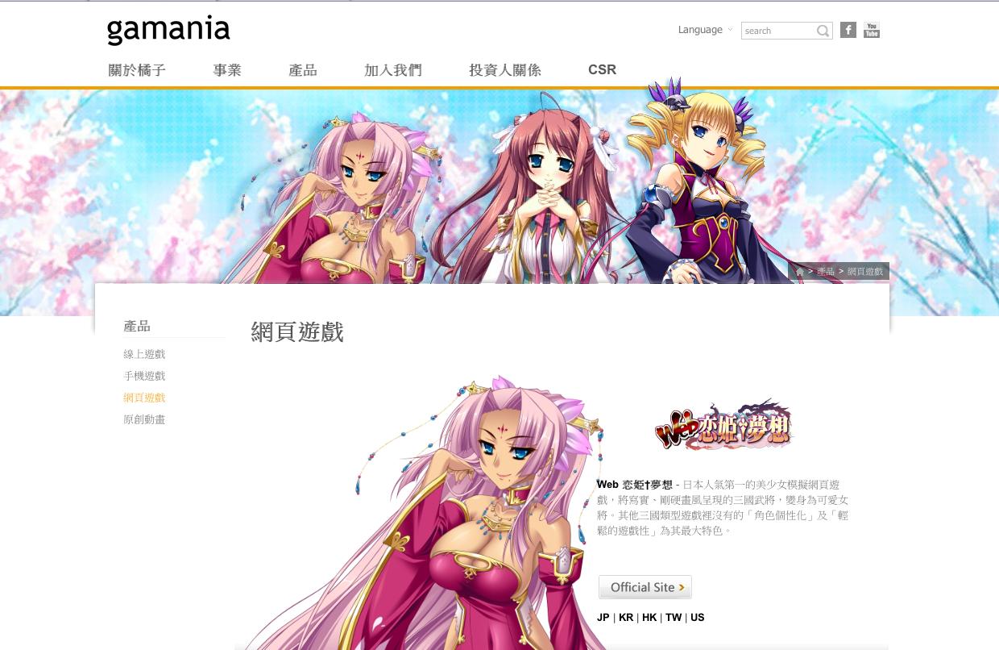 gamania
Language
search
You Tube
關於橘子 事業 產品 加入我們 投資人關係 CSR
> 產品 > 網頁遊戲
產品
線上遊戲
手機遊戲
網頁遊戲
原創動畫
網頁遊戲
Web恋姫†夢想
Web 恋姫†夢想 - 日本人氣第一的美少女模擬網頁遊
戲，將寫實、剛硬畫風呈現的三國武將，變身為可愛女
將。其他三國類型遊戲裡沒有的「角色個性化」及「輕
鬆的遊戲性」為其最大特色。
Official Site
JP | KR | HK | TW | US